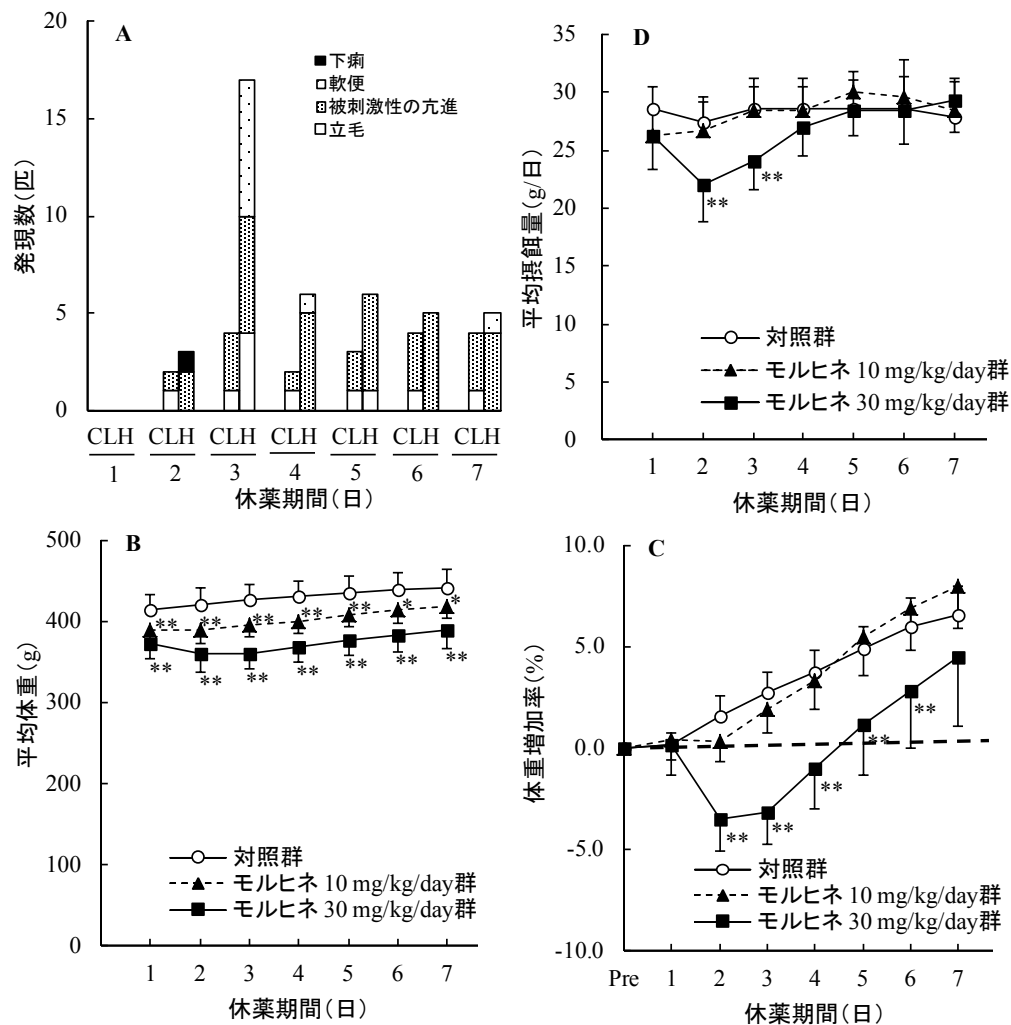 A
20
15
10
5
0
発現数（匹）
下痢
軟便
被刺激性の亢進
立毛
CLH CLH CLH CLH CLH CLH CLH
1 2 3 4 5 6 7
休薬期間（日）
D
35
30
25
20
15
10
5
0
平均摂餌量（g/日）
** **
対照群
モルヒネ 10 mg/kg/day群
モルヒネ 30 mg/kg/day群
1 2 3 4 5 6 7
休薬期間（日）
B
500
400
300
200
100
0
平均体重（g）
** ** ** ** ** * *
** ** ** ** ** ** **
対照群
モルヒネ 10 mg/kg/day群
モルヒネ 30 mg/kg/day群
1 2 3 4 5 6 7
休薬期間（日）
C
10.0
5.0
0.0
-5.0
-10.0
体重増加率（%）
** ** ** ** **
対照群
モルヒネ 10 mg/kg/day群
モルヒネ 30 mg/kg/day群
Pre 1 2 3 4 5 6 7
休薬期間（日）